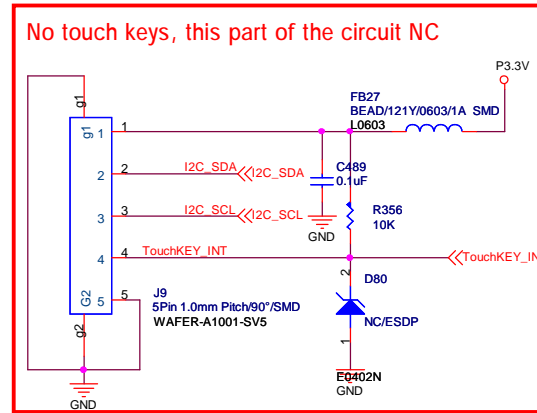 No touch keys, this part of the circuit NC
P3.3V
FB27
BEAD/121Y/0603/1A SMD
L0603
g1
g1 1
1
2
2
I2C_SDA
I2C_SDA
C489
0.1uF
3
3
I2C_SCL
I2C_SCL
R356
10K
GND
4
4
TouchKEY_INT
TouchKEY_IN
2
D80
G2 5
5
J9
5Pin 1.0mm Pitch/90°/SMD
WAFER-A1001-SV5
NC/ESDP
g2
1
E0402N
GND
GND